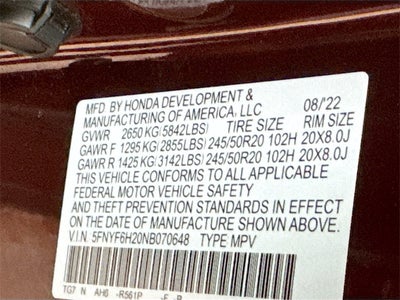 MFD. BY HONDA DEVELOPMENT &
MANUFACTURING OF AMERICA, LLC 08/'22
GVWR 2650 KG(5842LBS) TIRE SIZE RIM SIZE
GAWR F 1295 KG(2855LBS) 245/50R20 102H 20X8.0J
GAWR R 1425 KG(3142LBS) 245/50R20 102H 20X8.0J
THIS VEHICLE CONFORMS TO ALL APPLICABLE
FEDERAL MOTOR VEHICLE SAFETY
AND THEFT PREVENTION STANDARDS IN EFFECT
ON THE DATE OF MANUFACTURE SHOWN ABOVE.
V.I.N. 5FNYF6H20NB070648 TYPE MPV
TG7 N AH6 -R561P